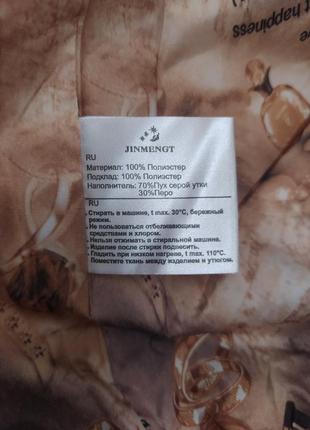 t happiness
JINMENGT
RU
Материал: 100% Полиэстер
Подклад: 100% Полиэстер
Наполнитель: 70%Пух серой утки
30%Перо
RU
• Стирать в машине, t max. 30°C, бережный
режим.
• Не пользоваться отбеливающими
средствами и хлором.
• Нельзя отжимать в стиральной машине.
• Изделие после стирки подвесить.
• Гладить при низком нагреве, t max. 110°C.
Поместите ткань между изделием и утюгом.